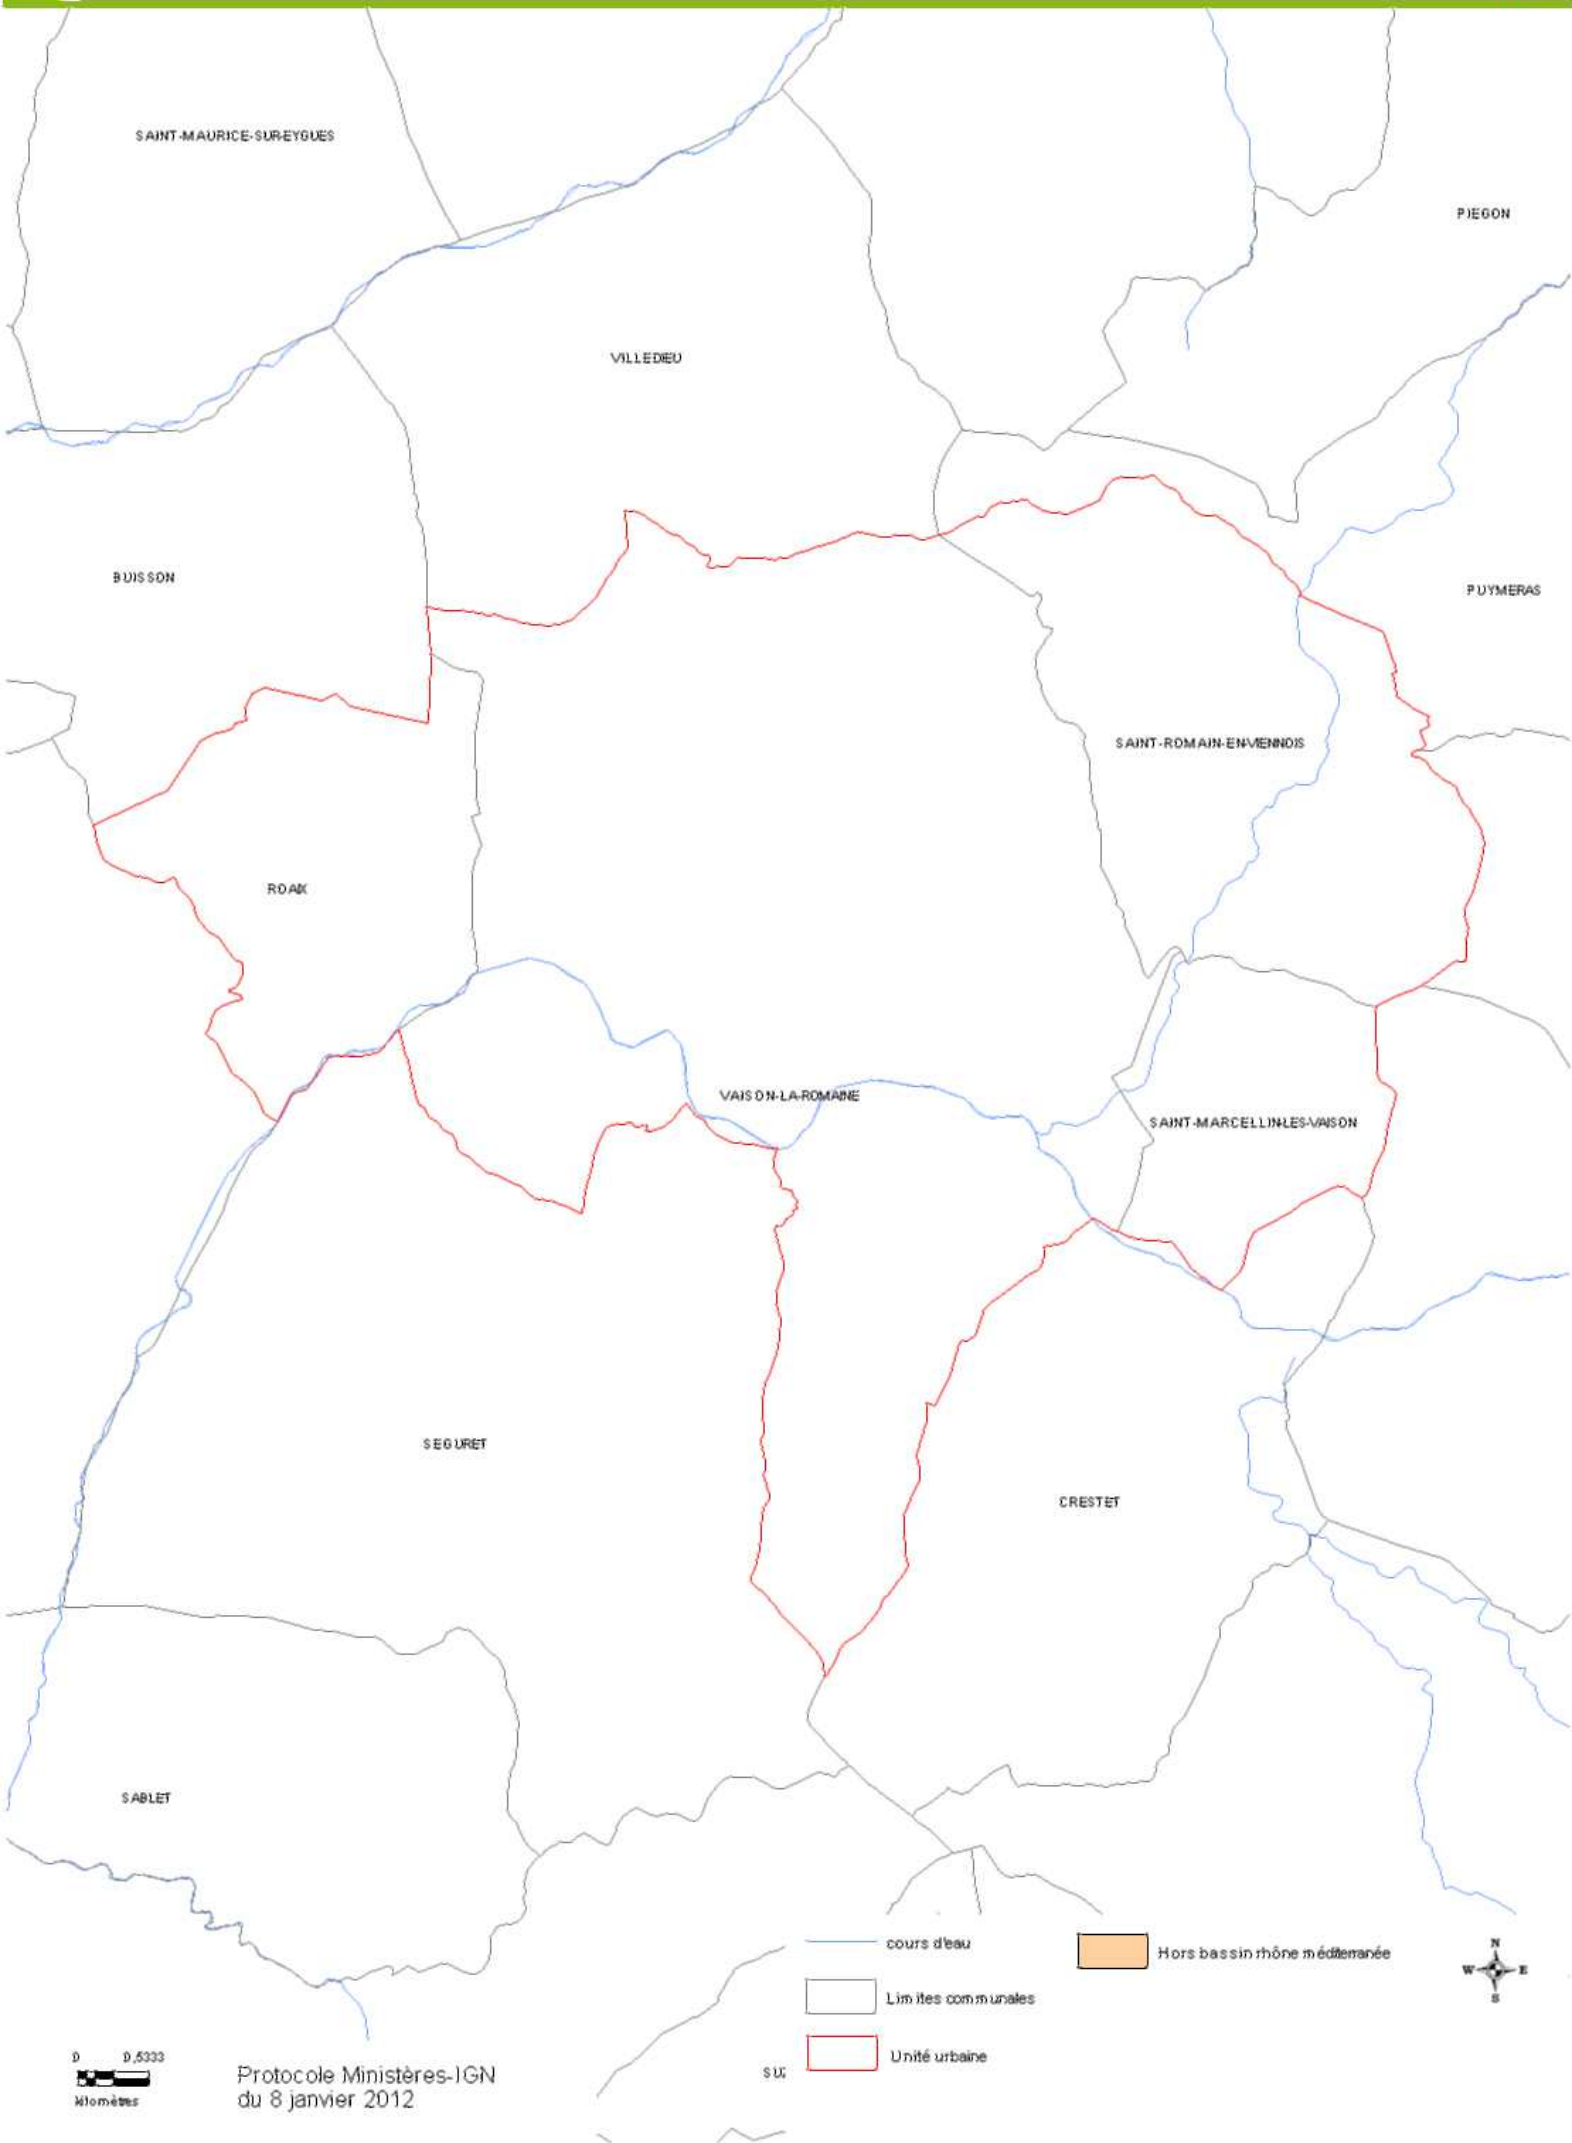 SAINT-MAURICE-SUR-EYGUES
PIEGON
VILLEDIEU
BUISSON
PUYMERAS
SAINT-ROMAIN-EN-VIENNOIS
ROAIX
VAISON-LA-ROMAINE
SAINT-MARCELLIN-LES-VAISON
SEGURET
CRESTET
SABLET
cours d'eau
Hors bassin rhône méditerranée
Limites communales
Unité urbaine
N
W E
S
0 0,5333
kilomètres
Protocole Ministères-IGN
du 8 janvier 2012